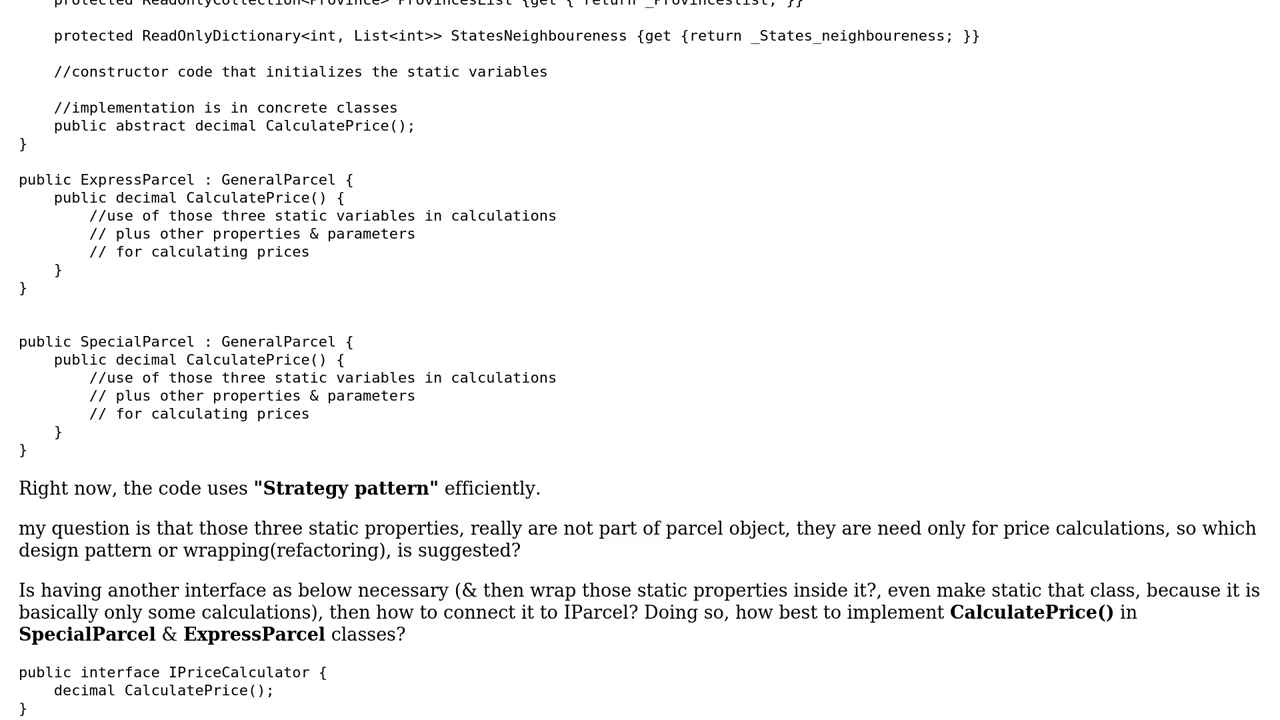 protected ReadOnlyCollection<Province> ProvincesList {get { return _Provinceslist; }}
protected ReadOnlyDictionary<int, List<int>> StatesNeighboureness {get {return _States_neighboureness; }}
//constructor code that initializes the static variables
//implementation is in concrete classes
public abstract decimal CalculatePrice();
}
public ExpressParcel : GeneralParcel {
public decimal CalculatePrice() {
//use of those three static variables in calculations
// plus other properties & parameters
// for calculating prices
}
}
public SpecialParcel : GeneralParcel {
public decimal CalculatePrice() {
//use of those three static variables in calculations
// plus other properties & parameters
// for calculating prices
}
}
Right now, the code uses "Strategy pattern" efficiently.
my question is that those three static properties, really are not part of parcel object, they are need only for price calculations, so which
design pattern or wrapping(refactoring), is suggested?
Is having another interface as below necessary (& then wrap those static properties inside it?, even make static that class, because it is
basically only some calculations), then how to connect it to IParcel? Doing so, how best to implement CalculatePrice() in
SpecialParcel & ExpressParcel classes?
public interface IPriceCalculator {
decimal CalculatePrice();
}